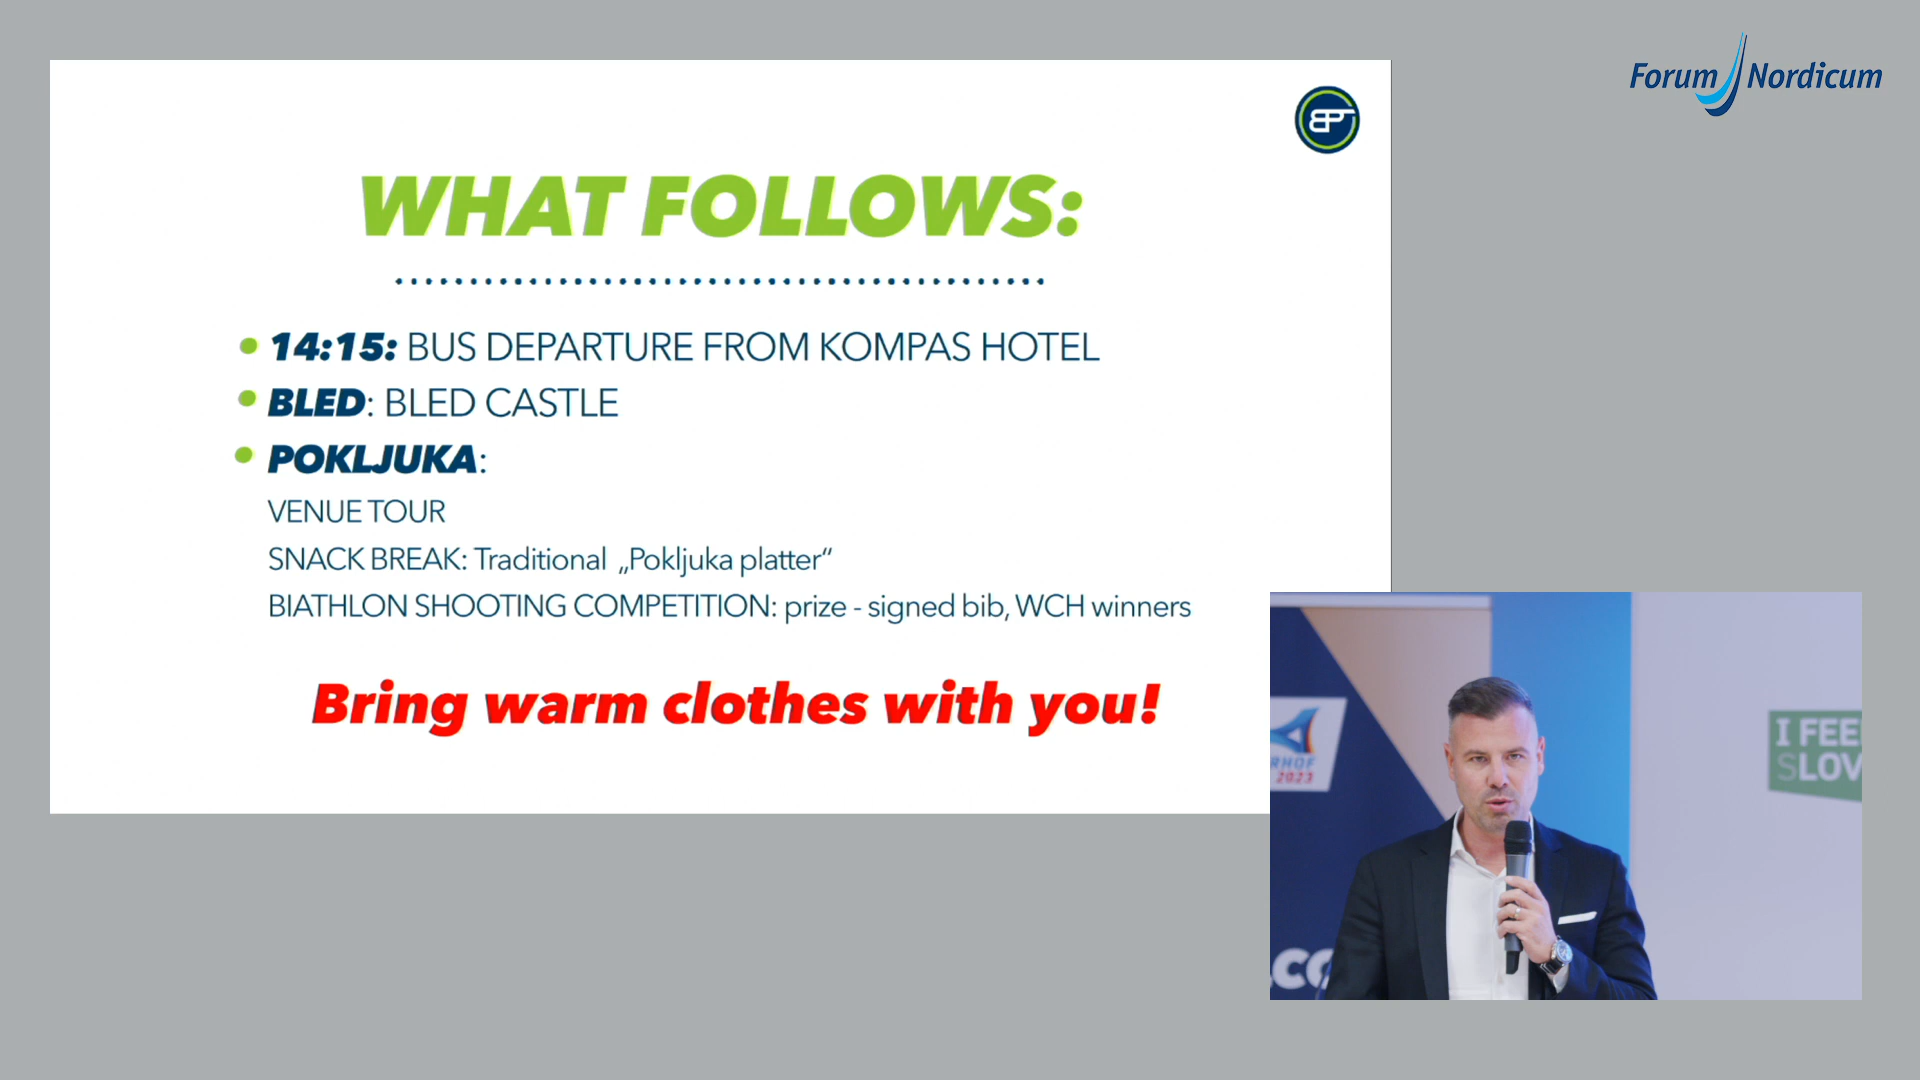 Forum Nordicum
BP
WHAT FOLLOWS:
14:15: BUS DEPARTURE FROM KOMPAS HOTEL
BLED: BLED CASTLE
POKLJUKA:
VENUE TOUR
SNACK BREAK: Traditional „Pokljuka platter“
BIATHLON SHOOTING COMPETITION: prize - signed bib, WCH winners
Bring warm clothes with you!
RHOF
2023
I FEE
SLOV
.CO